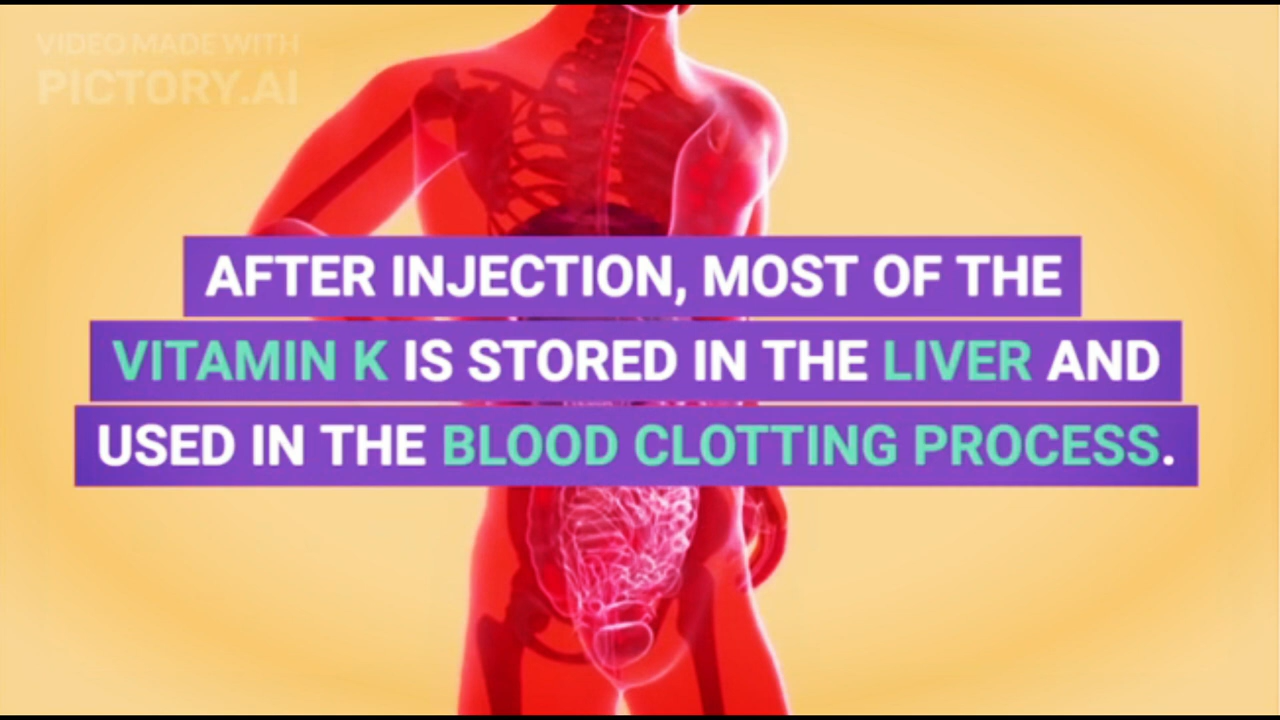 VIDEO MADE WITH
PICTORY.AI
AFTER INJECTION, MOST OF THE
VITAMIN K IS STORED IN THE LIVER AND
USED IN THE BLOOD CLOTTING PROCESS.